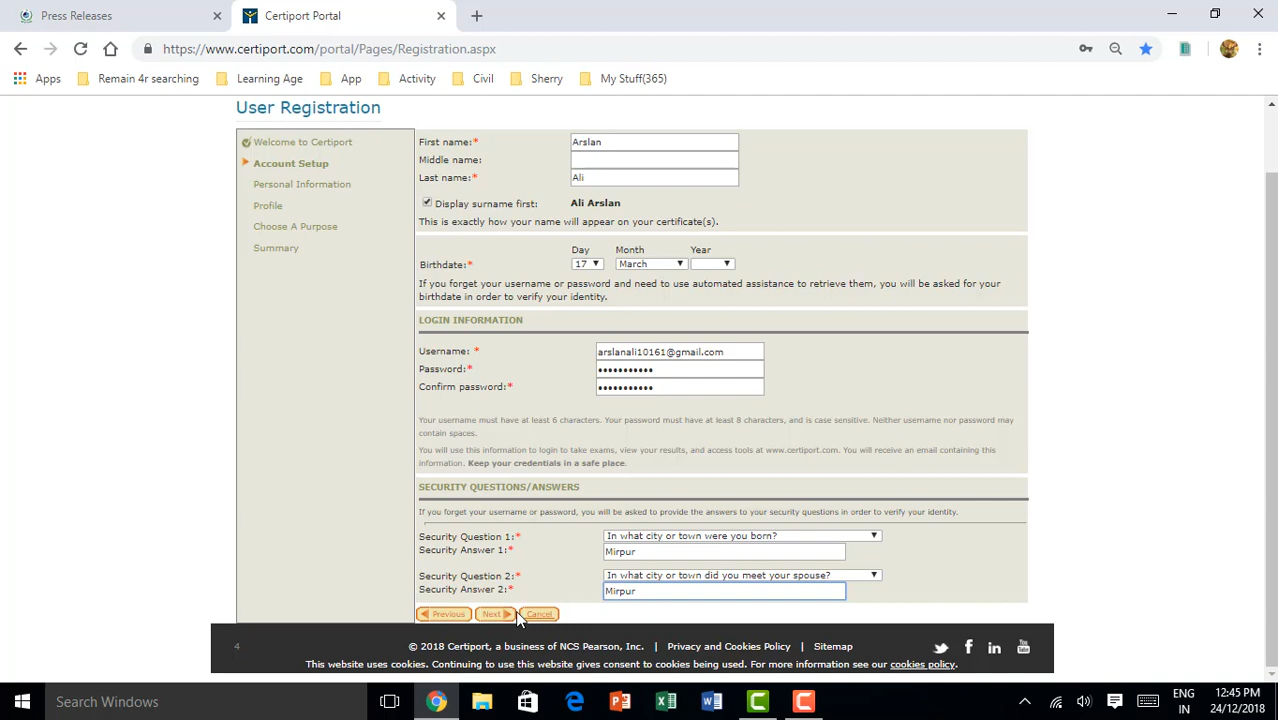 Press Releases
Certiport Portal
https://www.certiport.com/portal/Pages/Registration.aspx
Apps Remain 4r searching Learning Age App Activity Civil Sherry My Stuff(365)
User Registration
Welcome to Certiport
Account Setup
Personal Information
Profile
Choose A Purpose
Summary
First name:* Arslan
Middle name:
Last name:* Ali
Display surname first: Ali Arslan
This is exactly how your name will appear on your certificate(s).
Day Month Year
Birthdate:* 17 March
If you forget your username or password and need to use automated assistance to retrieve them, you will be asked for your
birthdate in order to verify your identity.
LOGIN INFORMATION
Username: * arslanali10161@gmail.com
Password:* •••••••••••
Confirm password:* •••••••••••
Your username must have at least 6 characters. Your password must have at least 8 characters, and is case sensitive. Neither username nor password may
contain spaces.
You will use this information to login to take exams, view your results, and access tools at www.certiport.com. You will receive an email containing this
information. Keep your credentials in a safe place.
SECURITY QUESTIONS/ANSWERS
If you forget your username or password, you will be asked to provide the answers to your security questions in order to verify your identity.
Security Question 1:* In what city or town were you born?
Security Answer 1:* Mirpur
Security Question 2:* In what city or town did you meet your spouse?
Security Answer 2:* Mirpur
Previous Next Cancel
4 © 2018 Certiport, a business of NCS Pearson, Inc. | Privacy and Cookies Policy | Sitemap
This website uses cookies. Continuing to use this website gives consent to cookies being used. For more information see our cookies policy.
Search Windows
ENG
IN
12:45 PM
24/12/2018